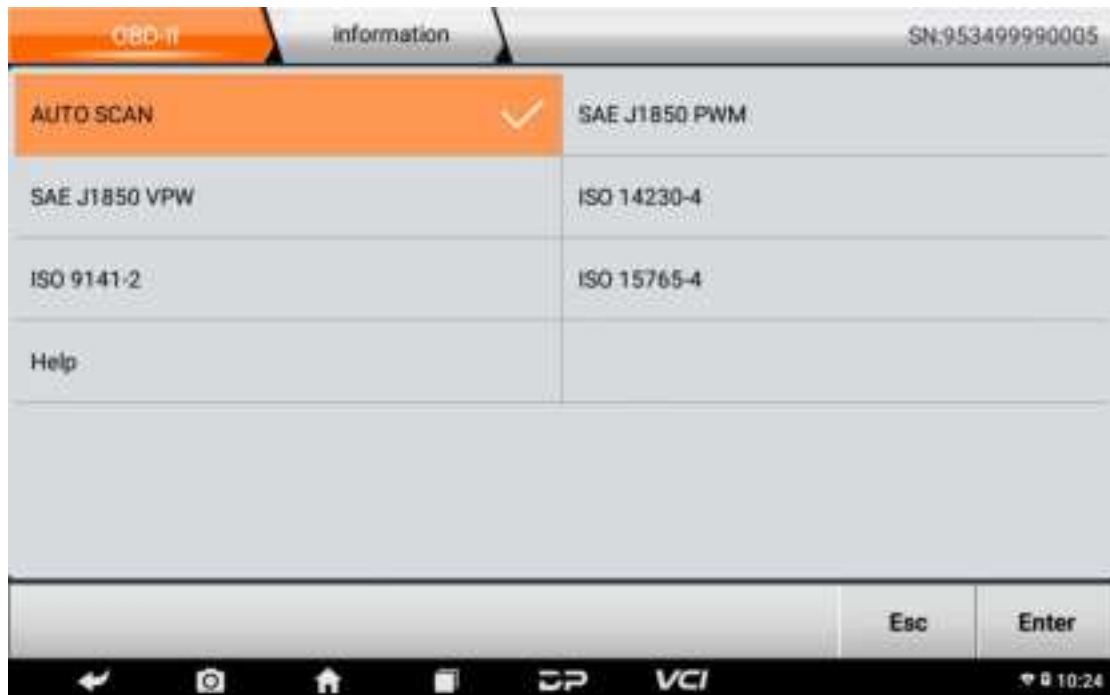 OBD-II information SN:953499990005
AUTO SCAN SAE J1850 PWM
SAE J1850 VPW ISO 14230-4
ISO 9141-2 ISO 15765-4
Help
Esc Enter
DP VCI 10:24